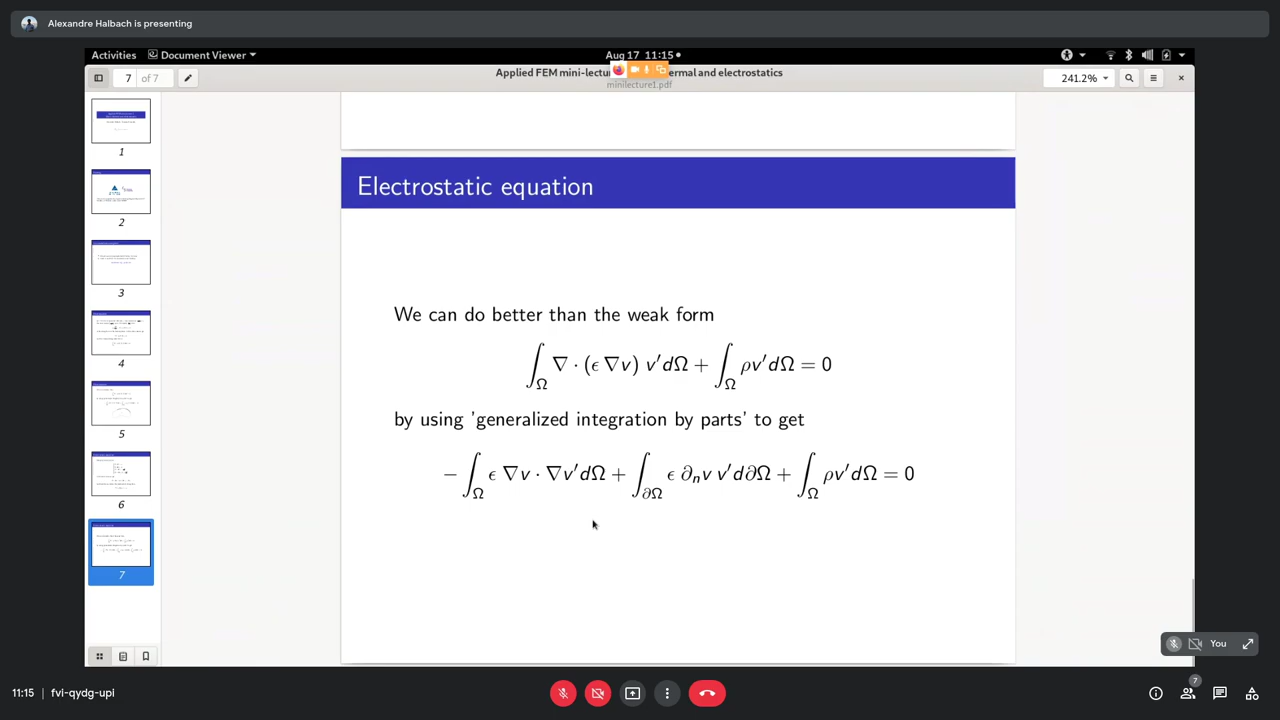 Alexandre Halbach is presenting
Activities Document Viewer Aug 17 11:15
7 of 7 Applied FEM mini-lectu ermal and electrostatics 241.2%
minilecture1.pdf
1
2
3
4
5
6
7
Electrostatic equation
We can do better than the weak form
∫_Ω ∇ · (ϵ ∇v) v′dΩ + ∫_Ω ρv′dΩ = 0
by using 'generalized integration by parts' to get
− ∫_Ω ϵ ∇v · ∇v′dΩ + ∫_∂Ω ϵ ∂ₙv v′d∂Ω + ∫_Ω ρv′dΩ = 0
You
11:15 | fvi-qydg-upi
7